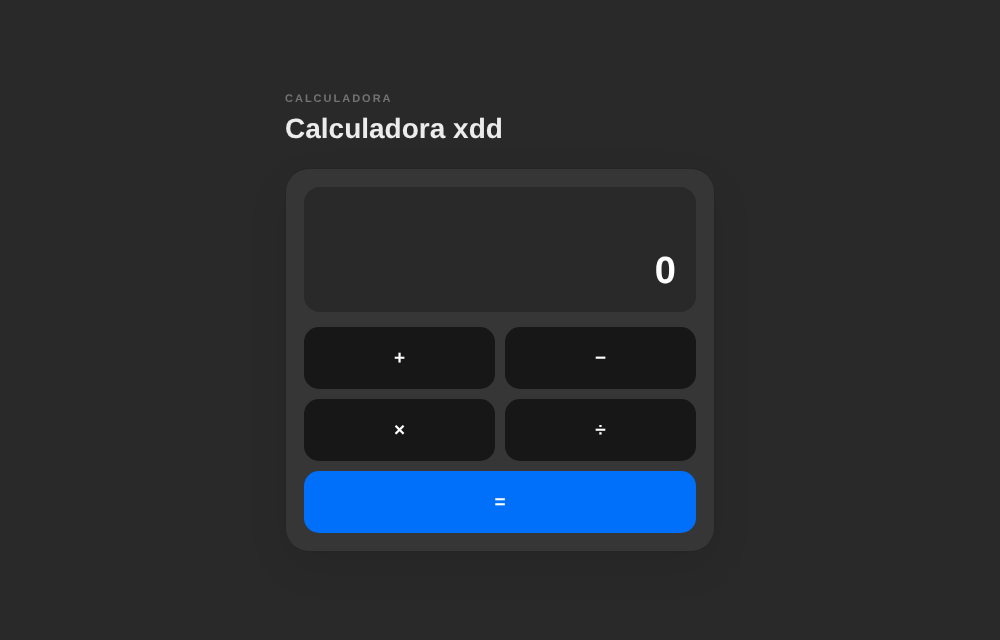 CALCULADORA
Calculadora xdd
0
+ −
× ÷
=